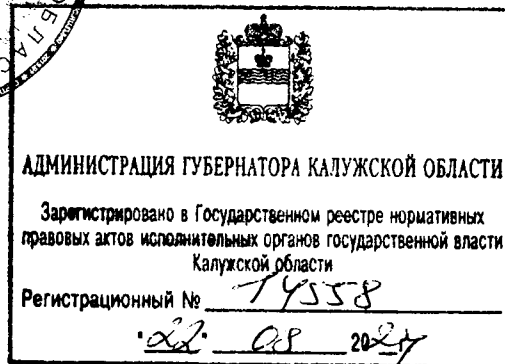 ОБЛАС
АДМИНИСТРАЦИЯ ГУБЕРНАТОРА КАЛУЖСКОЙ ОБЛАСТИ
Зарегистрировано в Государственном реестре нормативных
правовых актов исполнительных органов государственной власти
Калужской области
Регистрационный № 14558
"22" 08 2024